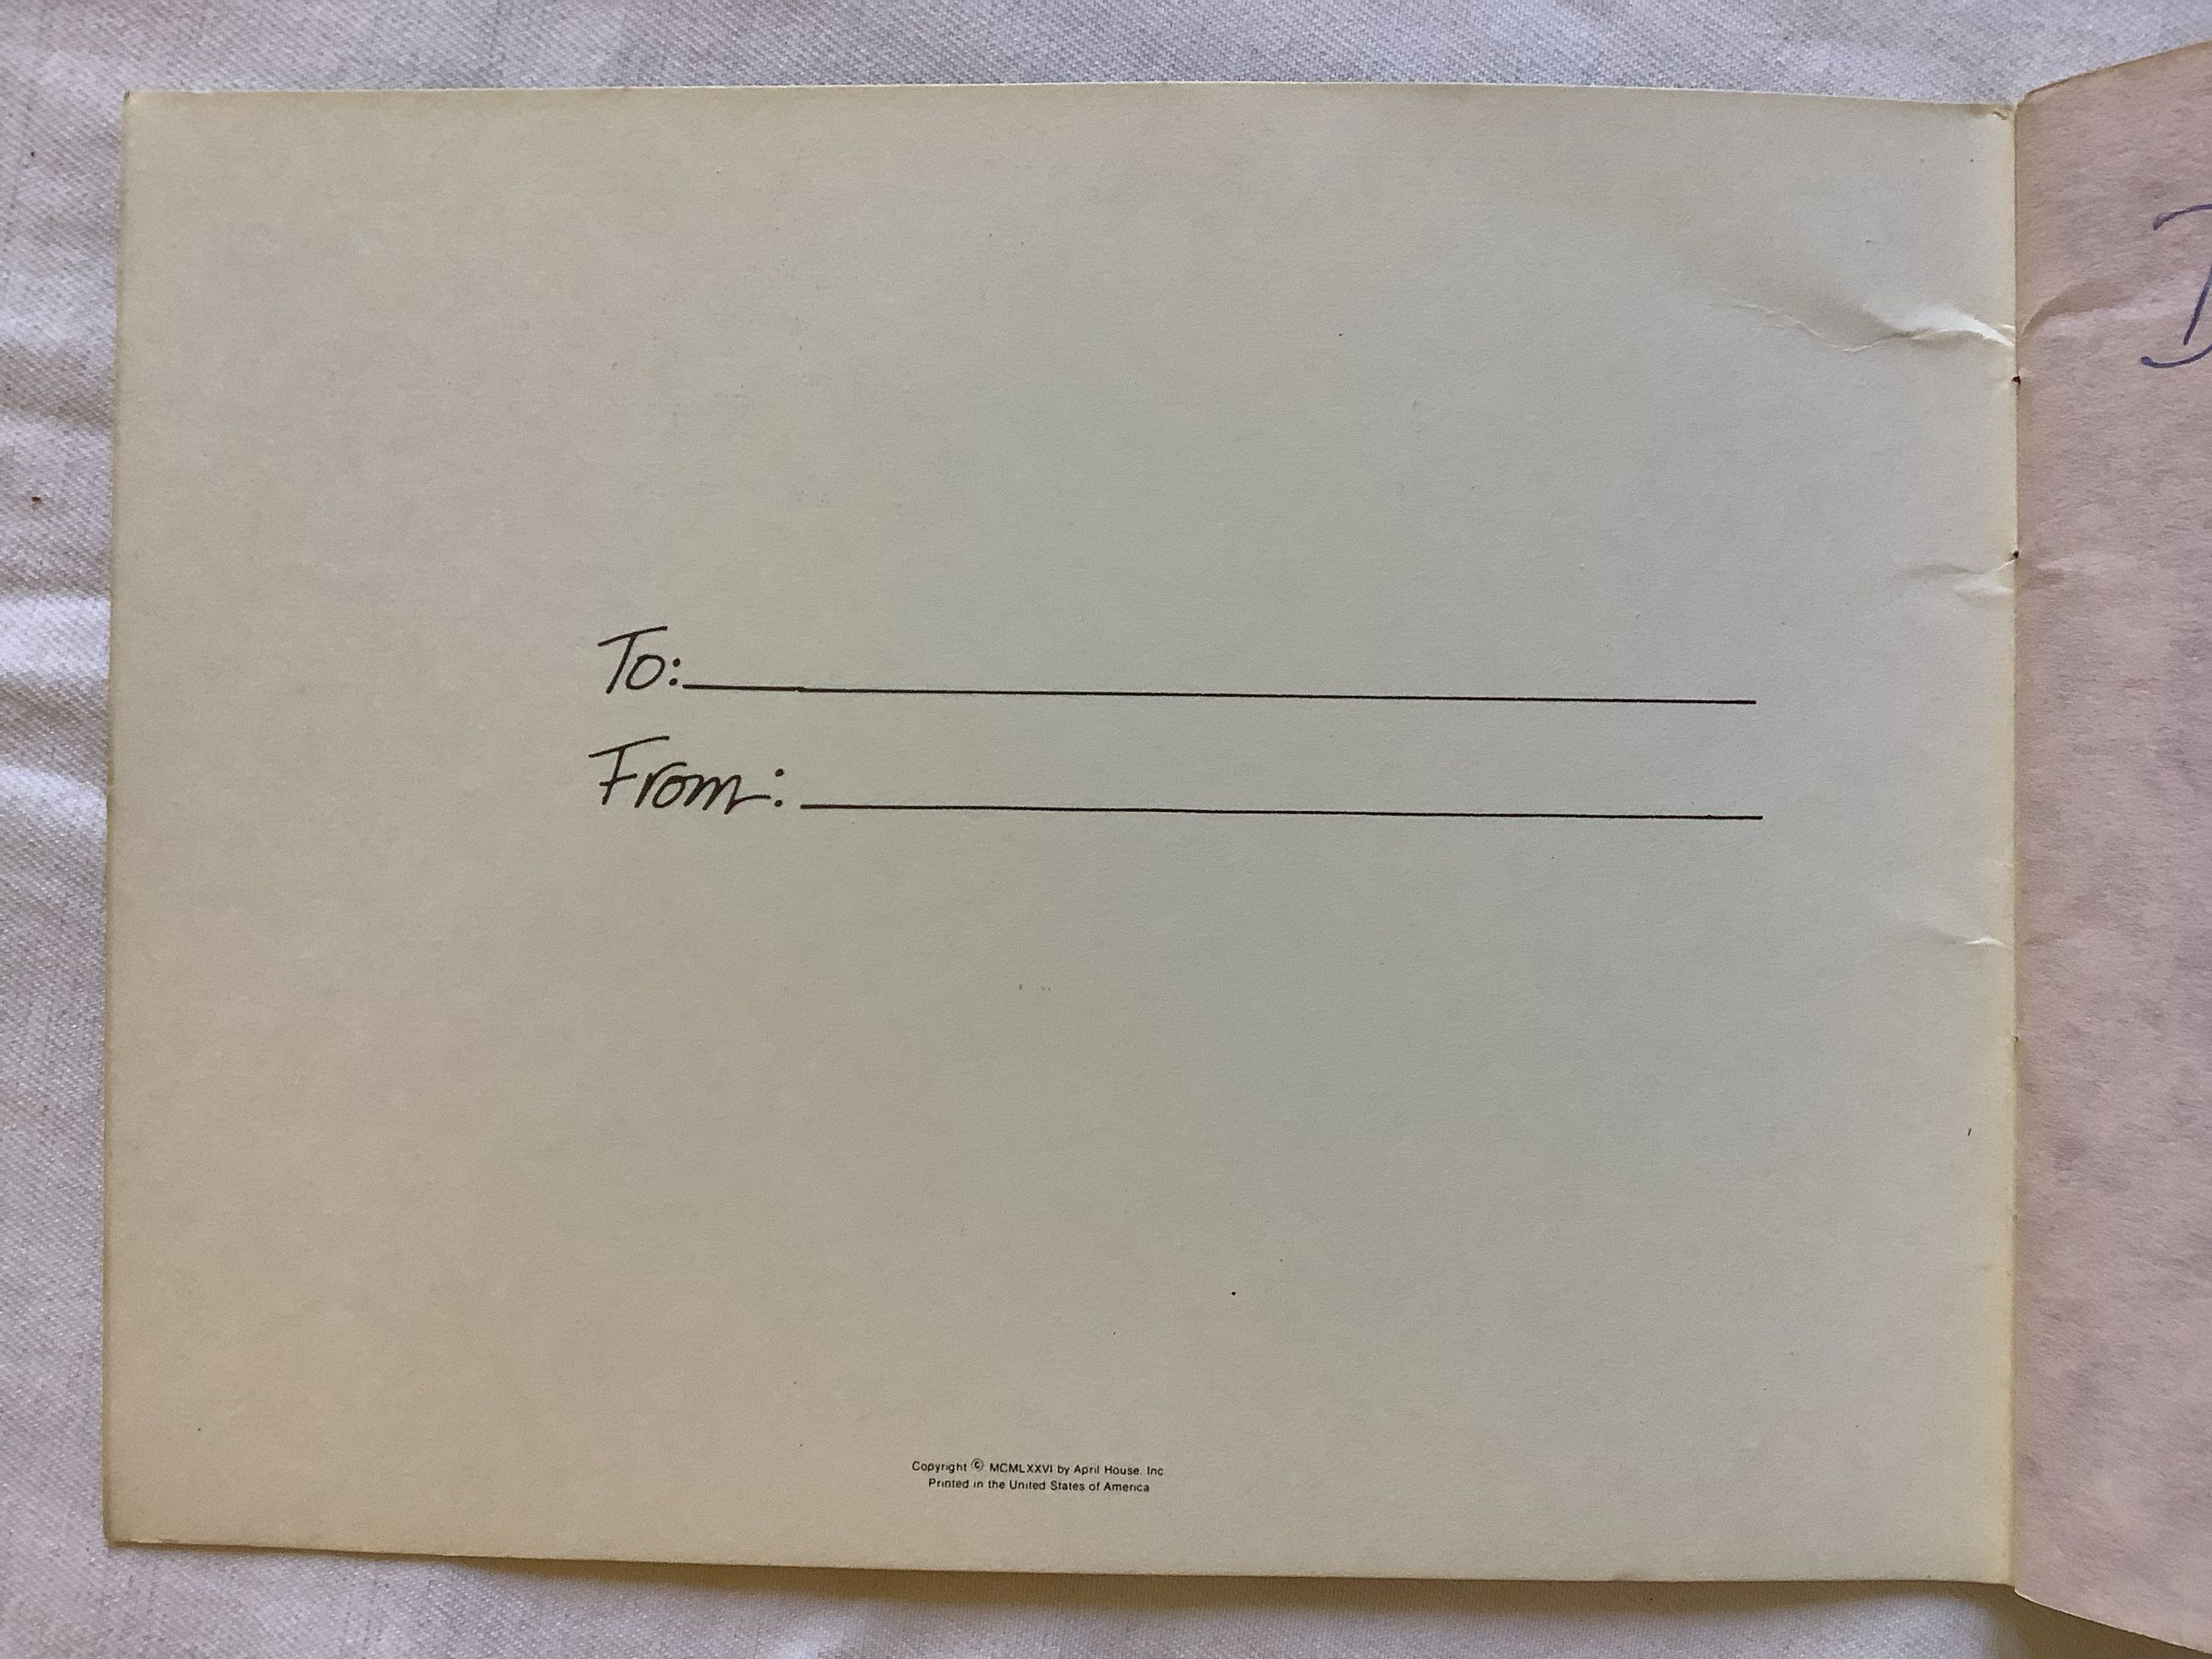 To:
From:
Copyright © MCMLXXVI by April House, Inc
Printed in the United States of America